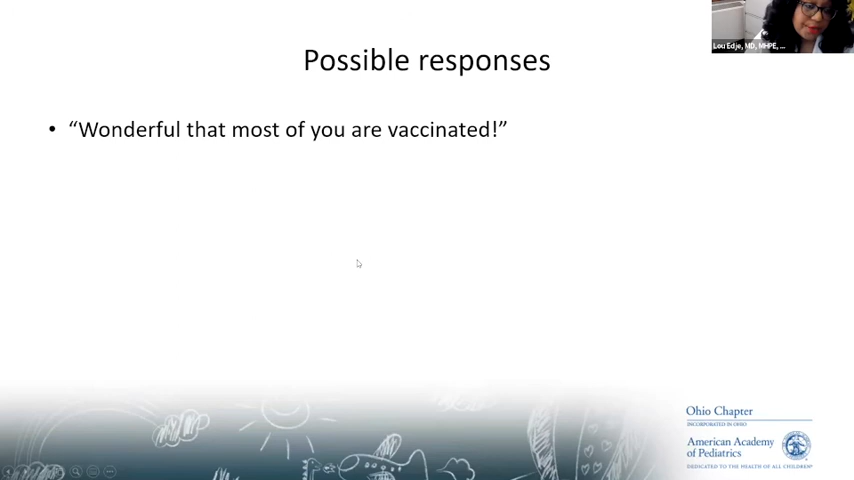 Lou Edje, MD, MHPE, ...
Possible responses
• “Wonderful that most of you are vaccinated!”
Ohio Chapter
INCORPORATED IN OHIO
American Academy
of Pediatrics
DEDICATED TO THE HEALTH OF ALL CHILDREN®